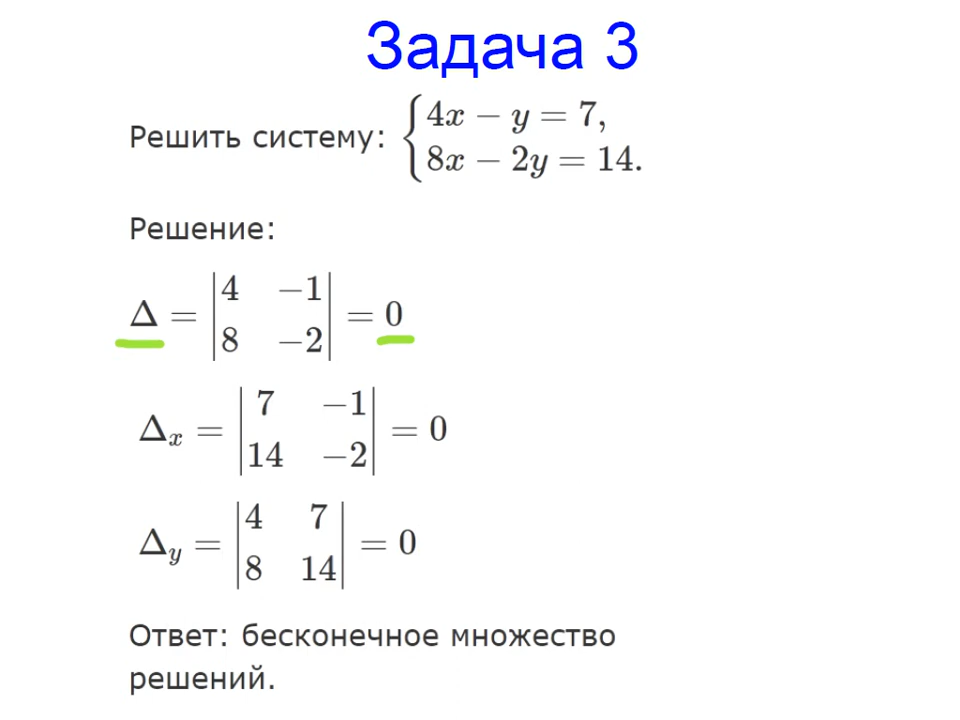 Задача 3
Решить систему: { 4x − y = 7,
8x − 2y = 14.
Решение:
Δ = |4 −1| = 0
|8 −2|
Δx = |7 −1| = 0
|14 −2|
Δy = |4 7| = 0
|8 14|
Ответ: бесконечное множество
решений.